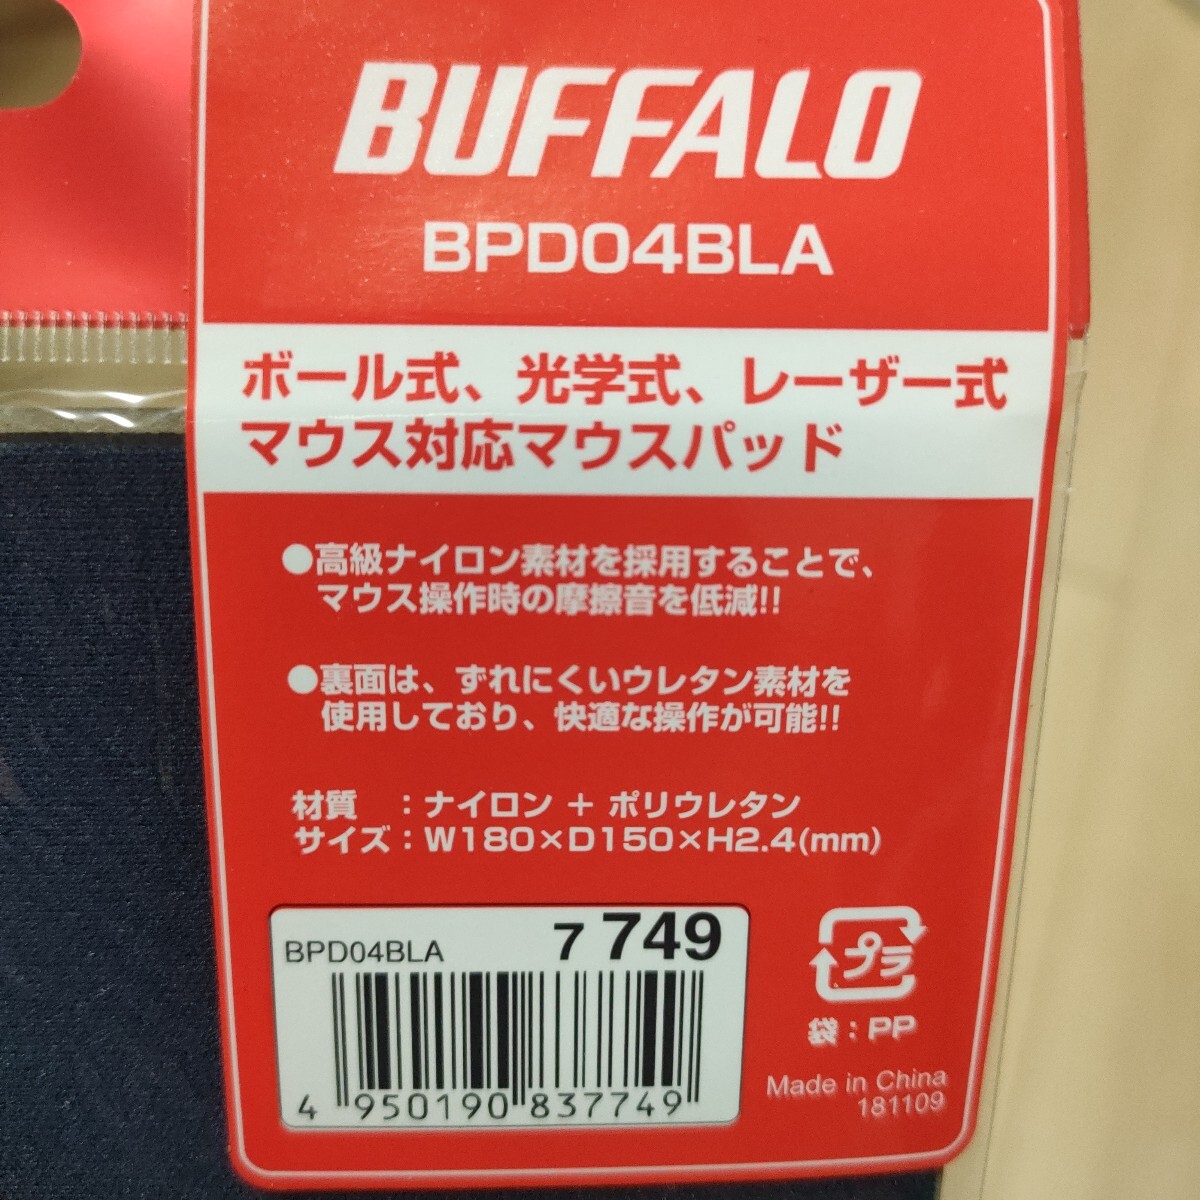 BUFFALO
BPD04BLA
ボール式、光学式、レーザー式
マウス対応マウスパッド
●高級ナイロン素材を採用することで、
マウス操作時の摩擦音を低減!!
●裏面は、ずれにくいウレタン素材を
使用しており、快適な操作が可能!!
材質　：ナイロン + ポリウレタン
サイズ：W180×D150×H2.4(mm)
BPD04BLA 7 749
4 950190 837749
プラ
袋：PP
Made in China
181109